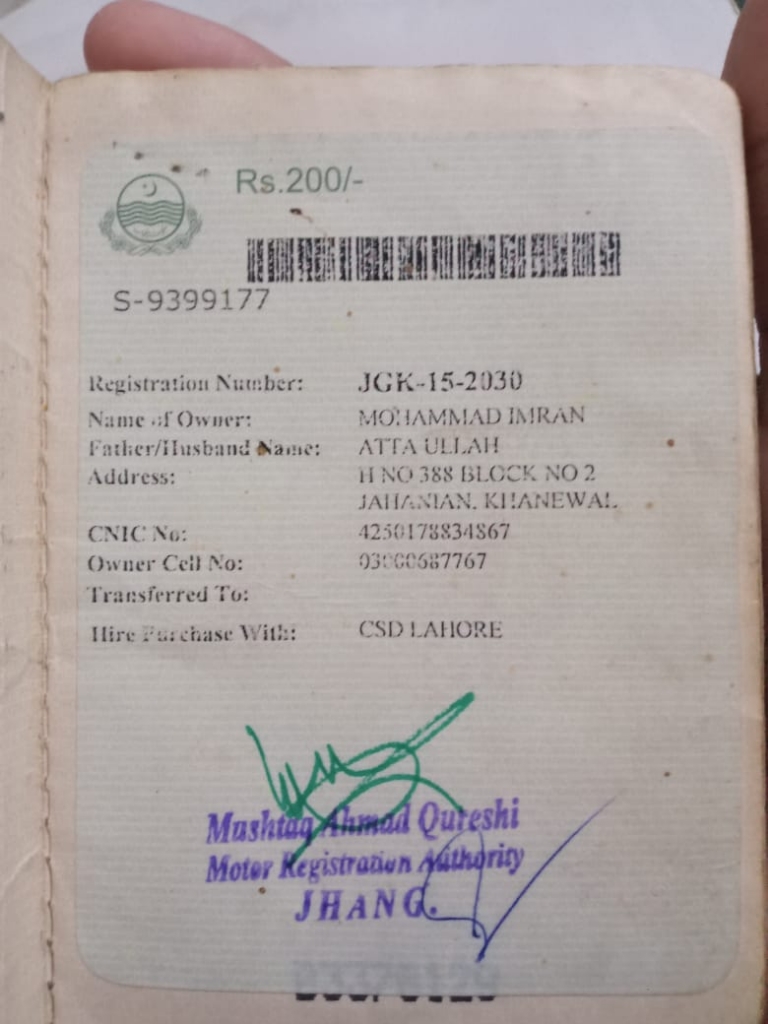 Rs.200/-
S-9399177
Registration Number: JGK-15-2030
Name of Owner: MOHAMMAD IMRAN
Father/Husband Name: ATTA ULLAH
Address: H NO 388 BLOCK NO 2
JAHANIAN. KHANEWAL
CNIC No: 4250178834867
Owner Cell No:
Transferred To:
Hire Purchase With: CSD LAHORE
Mushtaq Ahmad Qureshi
Motor Registration Authority
JHANG.